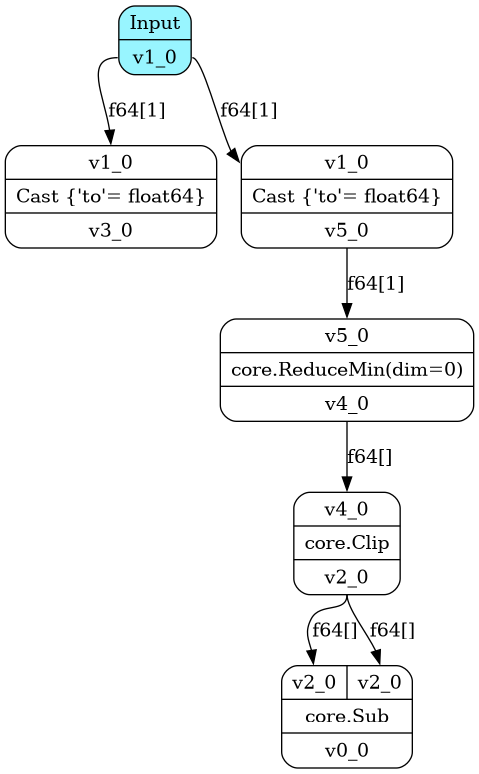 Input
v1_0
f64[1]
f64[1]
v1_0
Cast {'to'= float64}
v3_0
v1_0
Cast {'to'= float64}
v5_0
f64[1]
v5_0
core.ReduceMin(dim=0)
v4_0
f64[]
v4_0
core.Clip
v2_0
f64[]
f64[]
v2_0
v2_0
core.Sub
v0_0